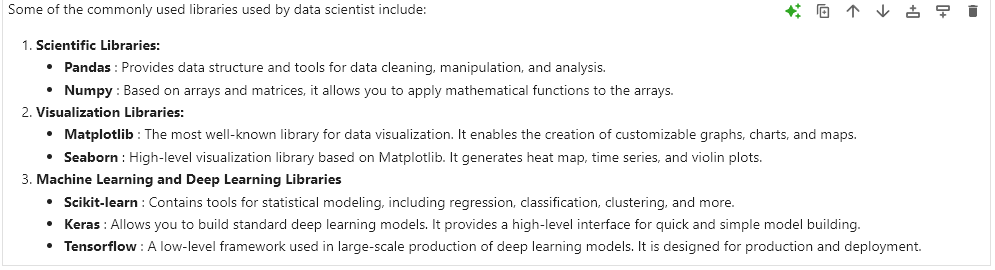 Some of the commonly used libraries used by data scientist include:
1. Scientific Libraries:
• Pandas : Provides data structure and tools for data cleaning, manipulation, and analysis.
• Numpy : Based on arrays and matrices, it allows you to apply mathematical functions to the arrays.
2. Visualization Libraries:
• Matplotlib : The most well-known library for data visualization. It enables the creation of customizable graphs, charts, and maps.
• Seaborn : High-level visualization library based on Matplotlib. It generates heat map, time series, and violin plots.
3. Machine Learning and Deep Learning Libraries
• Scikit-learn : Contains tools for statistical modeling, including regression, classification, clustering, and more.
• Keras : Allows you to build standard deep learning models. It provides a high-level interface for quick and simple model building.
• Tensorflow : A low-level framework used in large-scale production of deep learning models. It is designed for production and deployment.